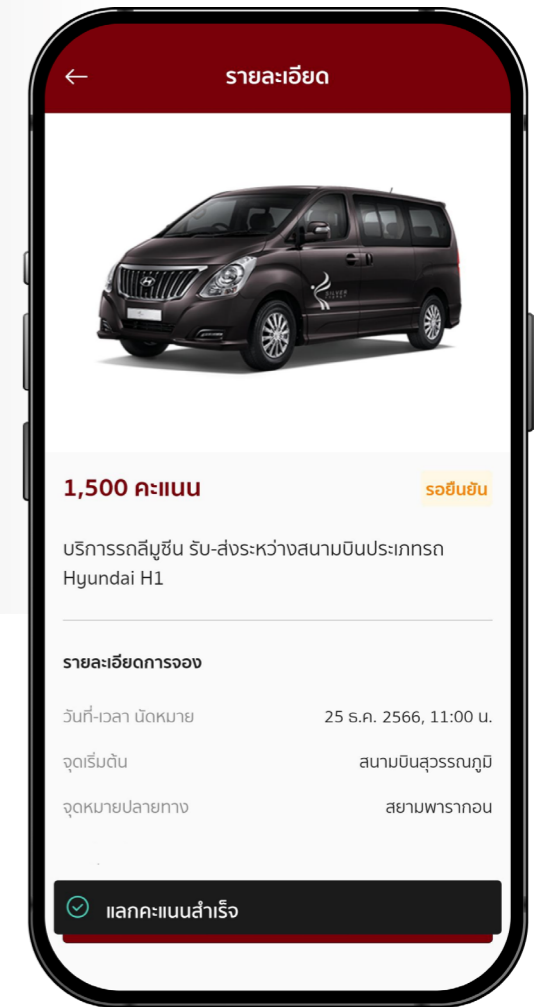 รายละเอียด
SILVER
1,500 คะแนน
รอยืนยัน
บริการรถลีมูซีน รับ-ส่งระหว่างสนามบินประเภทรถ
Hyundai H1
รายละเอียดการจอง
วันที่-เวลา นัดหมาย 25 ธ.ค. 2566, 11:00 น.
จุดเริ่มต้น สนามบินสุวรรณภูมิ
จุดหมายปลายทาง สยามพารากอน
แลกคะแนนสำเร็จ